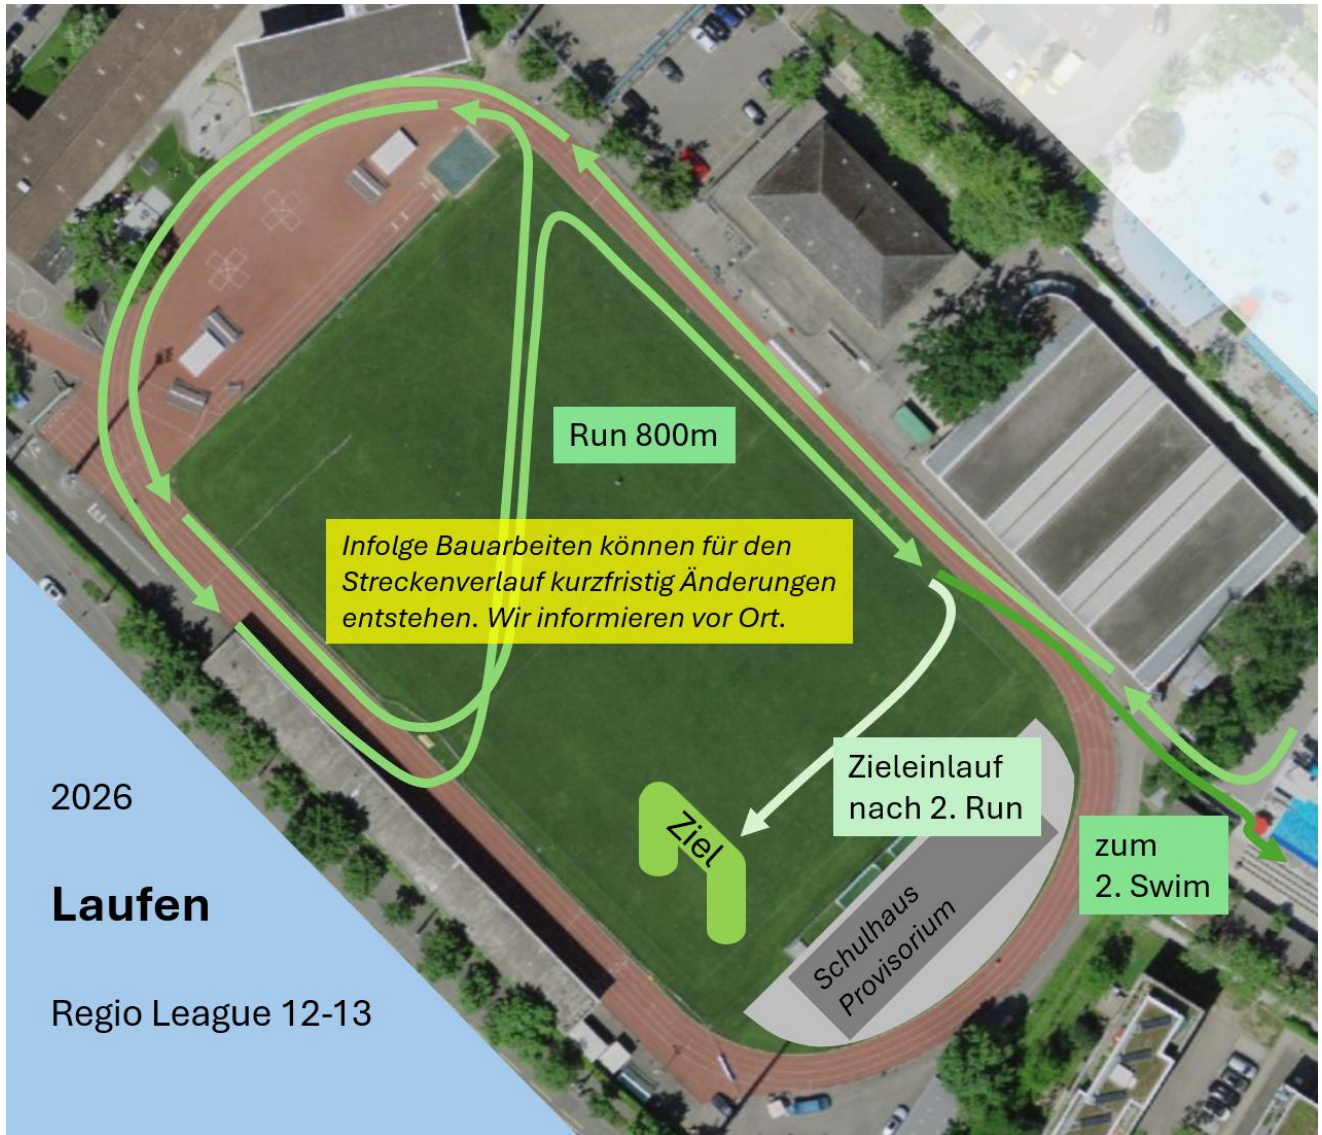 Run 800m
Infolge Bauarbeiten können für den
Streckenverlauf kurzfristig Änderungen
entstehen. Wir informieren vor Ort.
Zieleinlauf
nach 2. Run
Ziel
zum
2. Swim
Schulhaus
Provisorium
2026
Laufen
Regio League 12-13